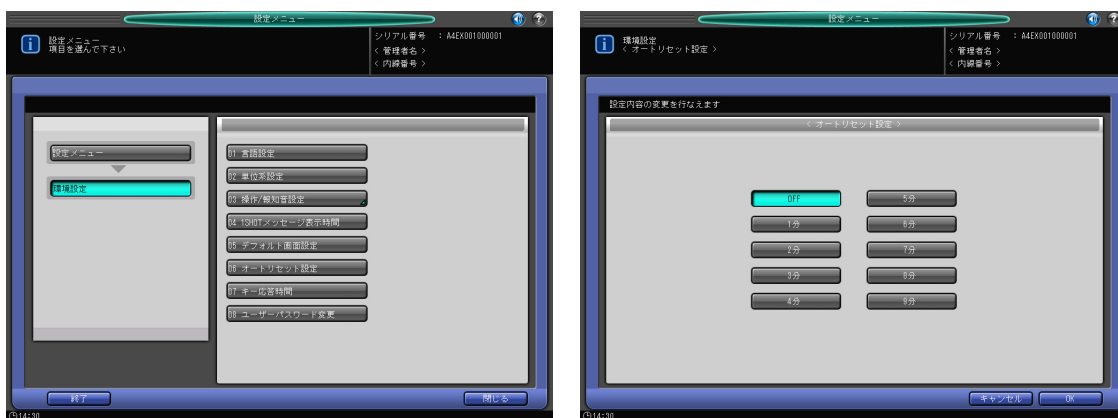 設定メニュー
設定メニュー
項目を選んで下さい
シリアル番号 : A4EX001000001
< 管理者名 >
< 内線番号 >
設定メニュー
環境設定
01 言語設定
02 単位系設定
03 操作/報知音設定
04 1SHOTメッセージ表示時間
05 デフォルト画面設定
06 オートリセット設定
07 キー応答時間
08 ユーザーパスワード変更
終了
閉じる
14:30
設定メニュー
環境設定
< オートリセット設定 >
シリアル番号 : A4EX001000001
< 管理者名 >
< 内線番号 >
設定内容の変更を行なえます
< オートリセット設定 >
OFF 5分
1分 6分
2分 7分
3分 8分
4分 9分
キャンセル OK
14:30